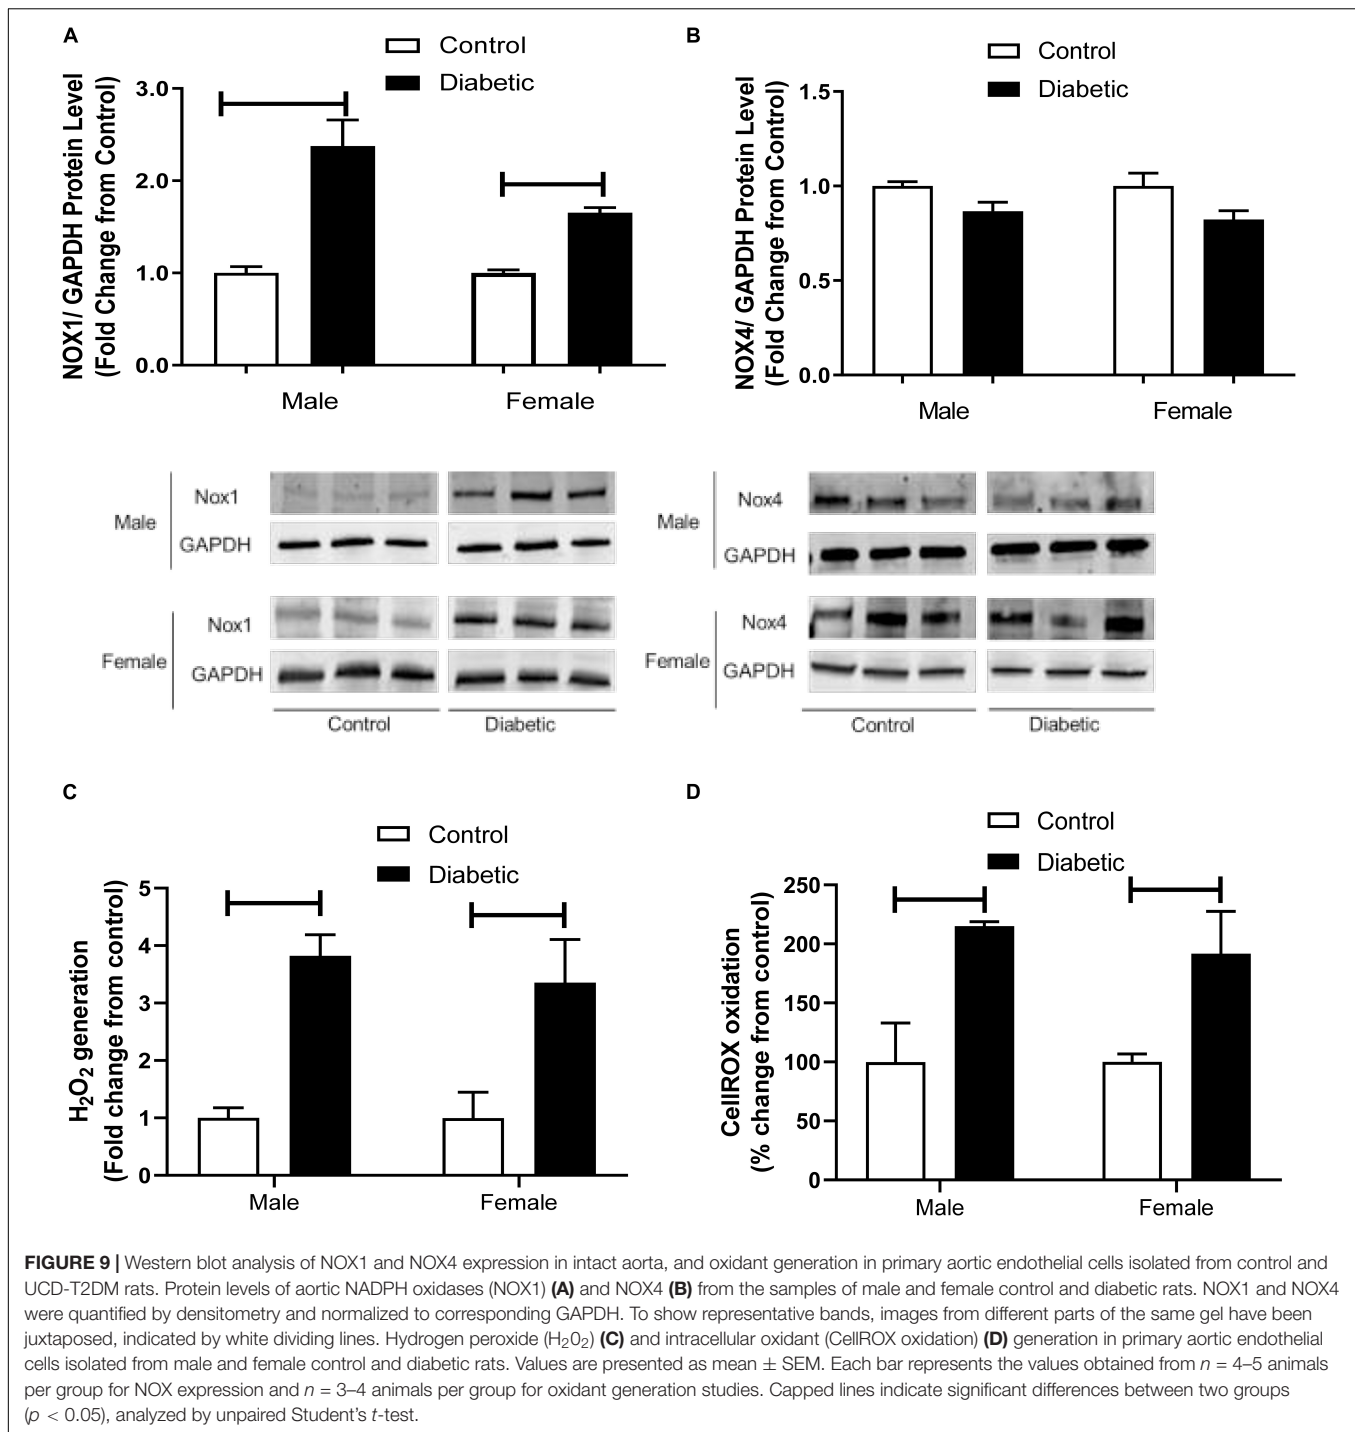 A
Control
Diabetic
NOX1/ GAPDH Protein Level
(Fold Change from Control)
3.0
2.0
1.0
0.0
Male
Female
B
Control
Diabetic
NOX4/ GAPDH Protein Level
(Fold Change from Control)
1.5
1.0
0.5
0.0
Male
Female
Male
Nox1
GAPDH
Female
Nox1
GAPDH
Control
Diabetic
Male
Nox4
GAPDH
Female
Nox4
GAPDH
Control
Diabetic
C
Control
Diabetic
H₂O₂ generation
(Fold change from control)
5
4
3
2
1
0
Male
Female
D
Control
Diabetic
CellROX oxidation
(% change from control)
250
200
150
100
50
0
Male
Female
FIGURE 9 | Western blot analysis of NOX1 and NOX4 expression in intact aorta, and oxidant generation in primary aortic endothelial cells isolated from control and
UCD-T2DM rats. Protein levels of aortic NADPH oxidases (NOX1) (A) and NOX4 (B) from the samples of male and female control and diabetic rats. NOX1 and NOX4
were quantified by densitometry and normalized to corresponding GAPDH. To show representative bands, images from different parts of the same gel have been
juxtaposed, indicated by white dividing lines. Hydrogen peroxide (H₂O₂) (C) and intracellular oxidant (CellROX oxidation) (D) generation in primary aortic endothelial
cells isolated from male and female control and diabetic rats. Values are presented as mean ± SEM. Each bar represents the values obtained from n = 4–5 animals
per group for NOX expression and n = 3–4 animals per group for oxidant generation studies. Capped lines indicate significant differences between two groups
(p < 0.05), analyzed by unpaired Student's t-test.